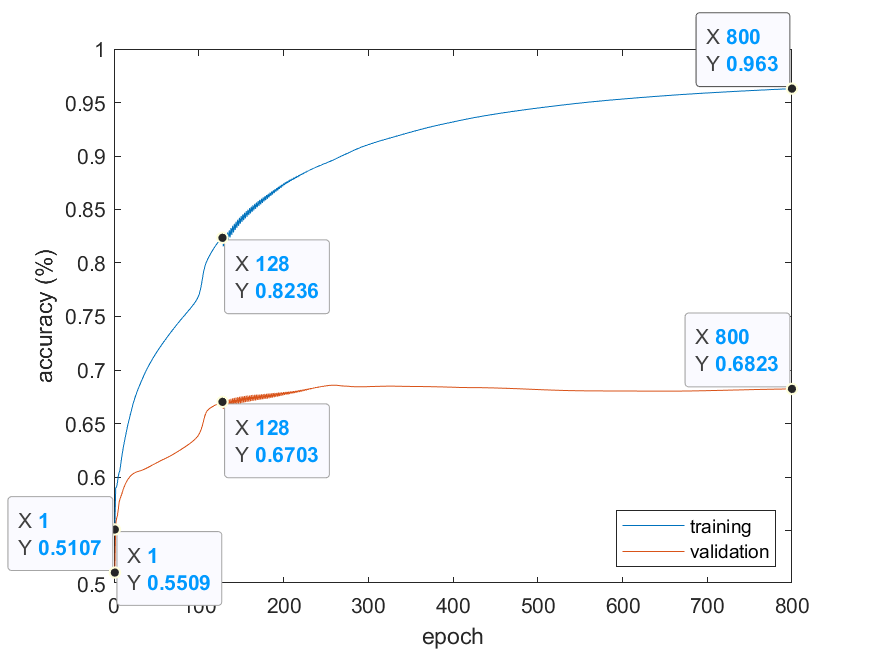 X 800
Y 0.963
1
0.95
0.9
0.85
0.8
0.75
0.7
0.65
0.6
0.5
accuracy (%)
X 128
Y 0.8236
X 800
Y 0.6823
X 128
Y 0.6703
X 1
Y 0.5107
X 1
Y 0.5509
training
validation
0 100 200 300 400 500 600 700 800
epoch